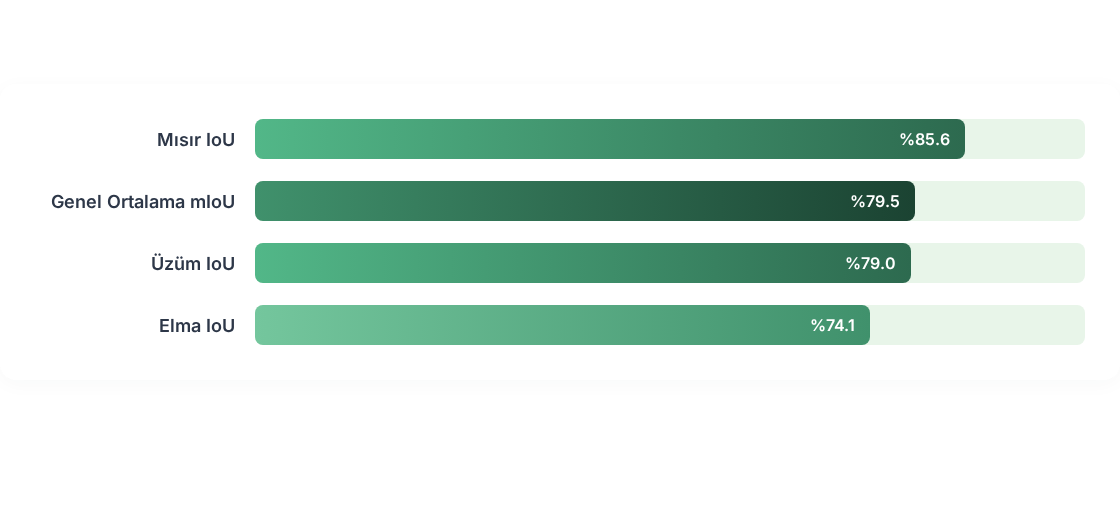 Mısır IoU %85.6
Genel Ortalama mIoU %79.5
Üzüm IoU %79.0
Elma IoU %74.1